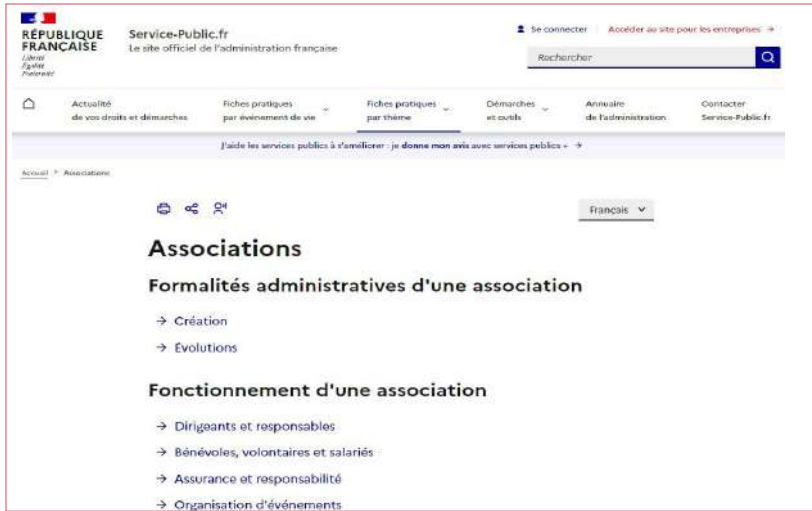 RÉPUBLIQUE
FRANÇAISE
Liberté
Égalité
Fraternité
Service-Public.fr
Le site officiel de l'administration française
Se connecter
Accéder au site pour les entreprises →
Rechercher
Actualité
de vos droits et démarches
Fiches pratiques
par événement de vie
Fiches pratiques
par thème
Démarches
et outils
Annuaire
de l'administration
Contacter
Service-Public.fr
J'aide les services publics à s'améliorer : je donne mon avis avec services publics + →
Accueil > Associations
Français
Associations
Formalités administratives d'une association
→ Création
→ Évolutions
Fonctionnement d'une association
→ Dirigeants et responsables
→ Bénévoles, volontaires et salariés
→ Assurance et responsabilité
→ Organisation d'événements